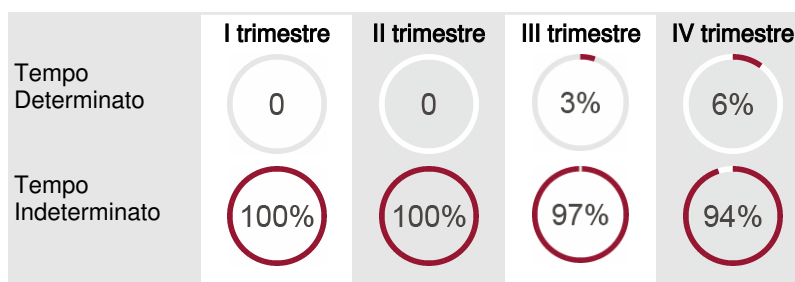 I trimestre II trimestre III trimestre IV trimestre
Tempo
Determinato
0 0 3% 6%
Tempo
Indeterminato
100% 100% 97% 94%